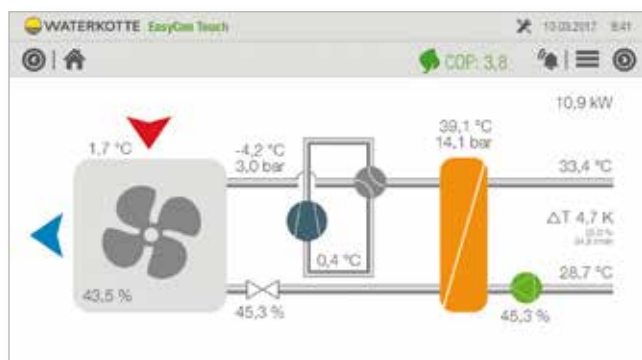 WATERKOTTE EasyCon Touch 10.03.2017 9:41
COP: 3,8
10,9 kW
39,1 °C
14,1 bar
1,7 °C
-4,2 °C
3,0 bar
33,4 °C
ΔT 4,7 K
0,4 °C
28,7 °C
43,5 %
45,3 %
45,3 %